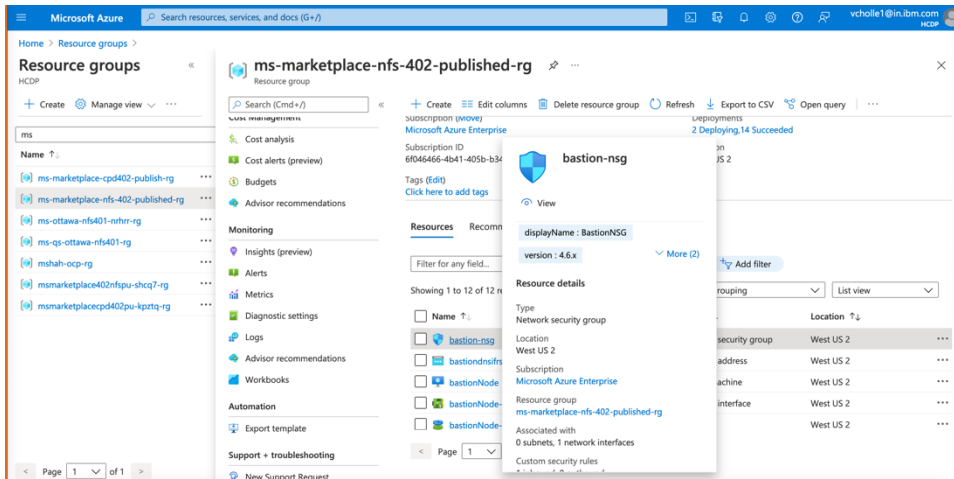 Microsoft Azure
Search resources, services, and docs (G+/)
vcholle1@in.ibm.com
HCDP
Home > Resource groups >
Resource groups
HCDP
Create
Manage view
ms
Name ↑↓
ms-marketplace-cpd402-publish-rg
ms-marketplace-nfs-402-published-rg
ms-ottawa-nfs401-nrhrr-rg
ms-qs-ottawa-nfs401-rg
mshah-ocp-rg
msmarketplace402nfspu-shcq7-rg
msmarketplacecpd402pu-kpztq-rg
< Page 1 of 1 >
ms-marketplace-nfs-402-published-rg
Resource group
Search (Cmd+/)
Cost Management
Cost analysis
Cost alerts (preview)
Budgets
Advisor recommendations
Monitoring
Insights (preview)
Alerts
Metrics
Diagnostic settings
Logs
Advisor recommendations
Workbooks
Automation
Export template
Support + troubleshooting
New Support Request
+ Create Edit columns Delete resource group Refresh Export to CSV Open query
Subscription (Move)
Microsoft Azure Enterprise
Deployments
2 Deploying,14 Succeeded
Subscription ID
6f046466-4b41-405b-b34
US 2
Tags (Edit)
Click here to add tags
Resources Recomn
Filter for any field...
Add filter
Showing 1 to 12 of 12 r
rouping
List view
Name ↑
Location ↑↓
bastion-nsg security group West US 2
bastiondnsifrs address West US 2
bastionNode achine West US 2
bastionNode- interface West US 2
bastionNode- West US 2
< Page 1
bastion-nsg
View
displayName : BastionNSG
version : 4.6.x
More (2)
Resource details
Type
Network security group
Location
West US 2
Subscription
Microsoft Azure Enterprise
Resource group
ms-marketplace-nfs-402-published-rg
Associated with
0 subnets, 1 network interfaces
Custom security rules